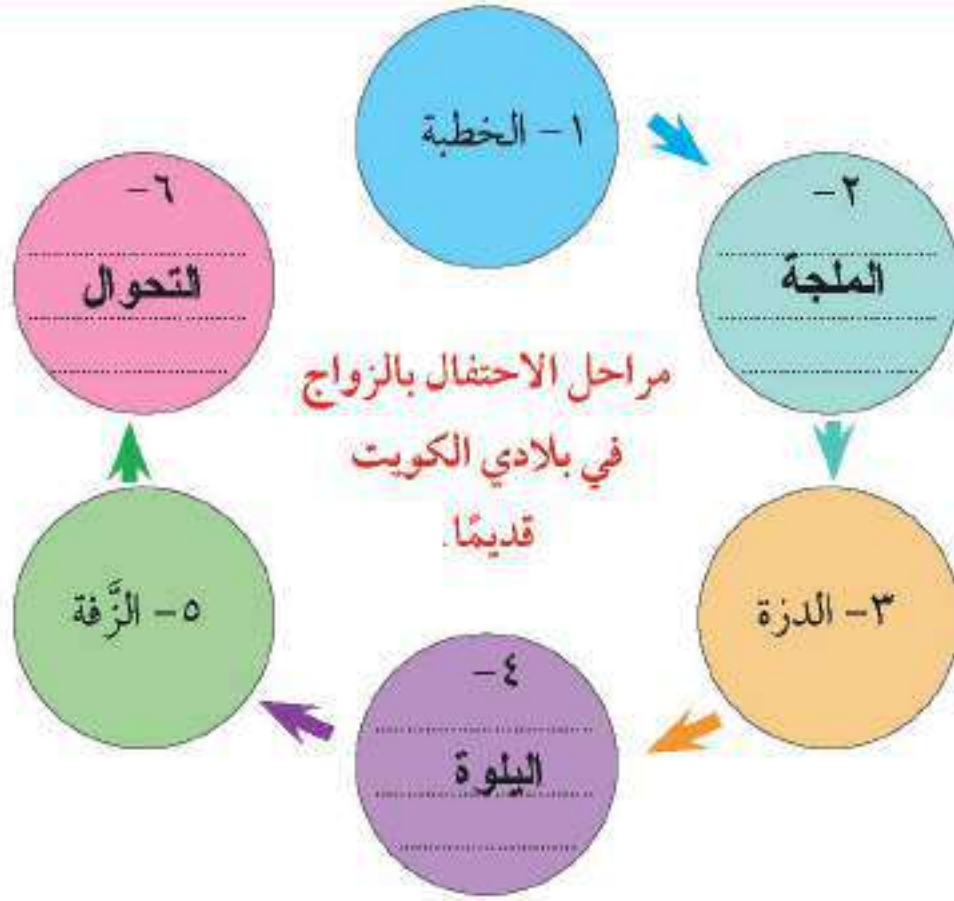 ١- الخطبة
٢-
الملجة
٣- الدزة
٤-
اليلوة
٥- الزَّفة
٦-
التحوال
مراحل الاحتفال بالزواج
في بلادي الكويت
قديمًا.